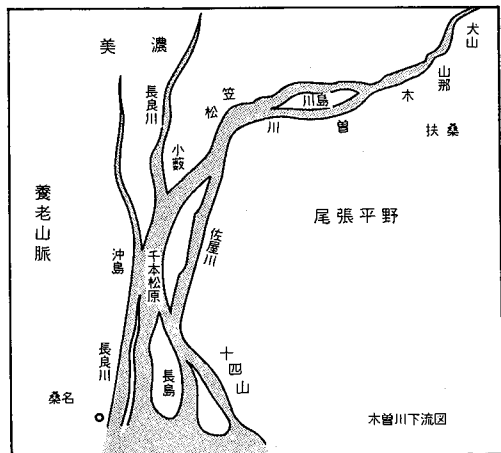 美濃
犬山
山那
木曽川
扶桑
川島
笠松
長良川
小藪
養老山脈
尾張平野
佐屋川
沖島
千本松原
長良川
長島
十四山
桑名
木曽川下流図